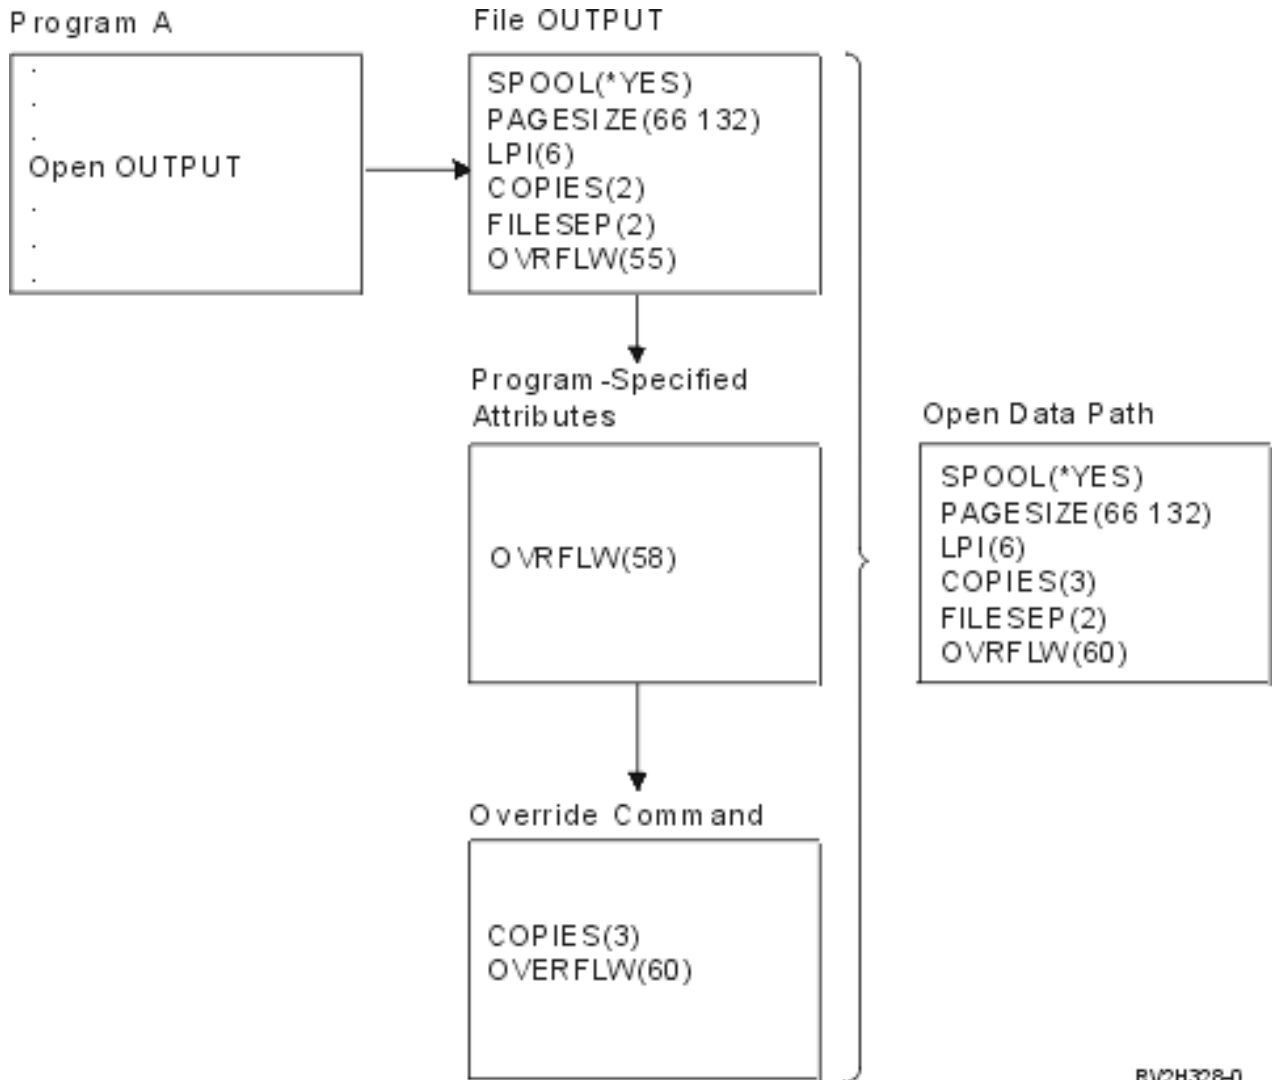 Program A
.
.
.
Open OUTPUT
.
.
.
File OUTPUT
SPOOL(*YES)
PAGESIZE(66 132)
LPI(6)
COPIES(2)
FILESEP(2)
OVRFLW(55)
Program-Specified
Attributes
OVRFLW(58)
Override Command
COPIES(3)
OVERFLW(60)
Open Data Path
SPOOL(*YES)
PAGESIZE(66 132)
LPI(6)
COPIES(3)
FILESEP(2)
OVRFLW(60)
RV2H328-0